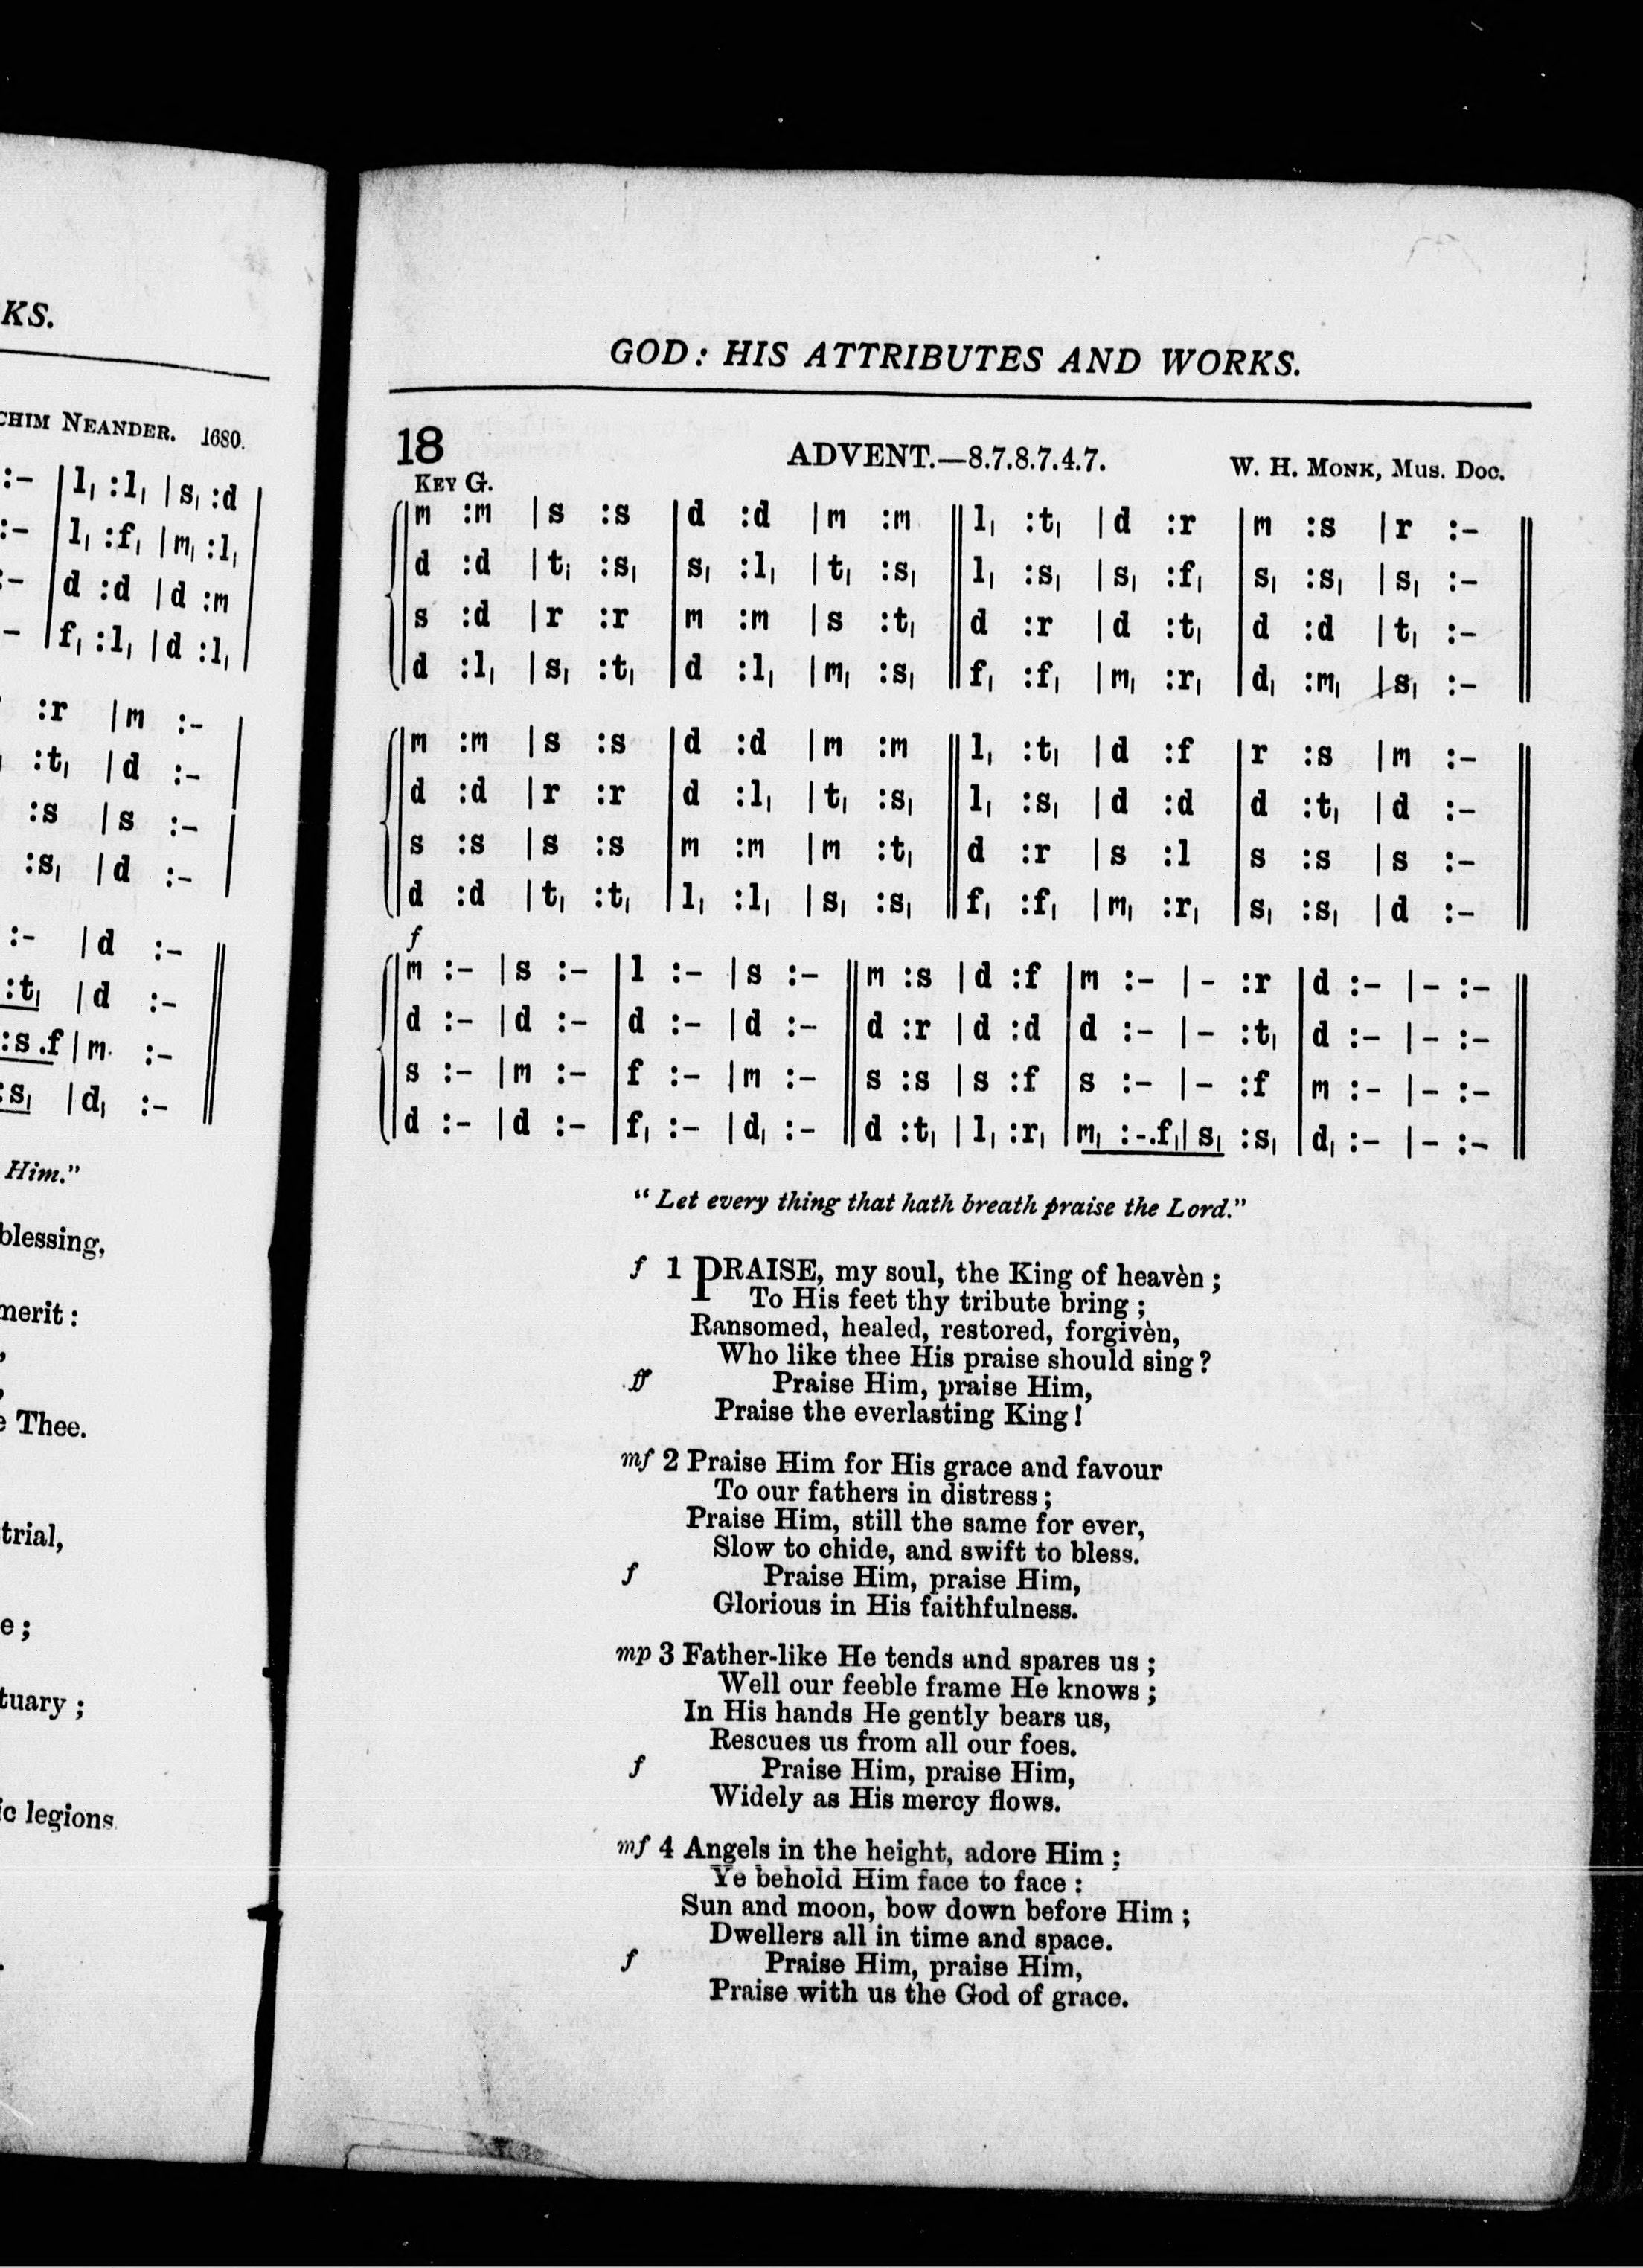 KS.
CHIM NEANDER. 1680.
:– | l, :l, | s, :d |
:– | l, :f, | m, :l, |
:– | d :d | d :m
– | f, :l, | d :l, |
:r | m :– |
:t, | d :– |
:s | s :– |
:s, | d :– |
:– | d :– ||
:t, | d :– ||
:s .f | m :– ||
:s, | d, :– ||
Him."
blessing,
merit :
Thee.
trial,
e ;
tuary ;
ic legions
GOD: HIS ATTRIBUTES AND WORKS.
18 ADVENT.—8.7.8.7.4.7. W. H. MONK, Mus. Doc.
KEY G.
| m :m | s :s | d :d | m :m || l, :t, | d :r | m :s | r :– ||
| d :d | t, :s, | s, :l, | t, :s, || l, :s, | s, :f, | s, :s, | s, :– ||
| s :d | r :r | m :m | s :t, || d :r | d :t, | d :d | t, :– ||
| d :l, | s, :t, | d :l, | m, :s, || f, :f, | m, :r, | d, :m, | s, :– ||
| m :m | s :s | d :d | m :m || l, :t, | d :f | r :s | m :– ||
| d :d | r :r | d :l, | t, :s, || l, :s, | d :d | d :t, | d :– ||
| s :s | s :s | m :m | m :t, || d :r | s :l | s :s | s :– ||
| d :d | t, :t, | l, :l, | s, :s, || f, :f, | m, :r, | s, :s, | d :– ||
f
| m :– | s :– | l :– | s :– || m :s | d :f | m :– | – :r | d :– | – :– ||
| d :– | d :– | d :– | d :– || d :r | d :d | d :– | – :t, | d :– | – :– ||
| s :– | m :– | f :– | m :– || s :s | s :f | s :– | – :f | m :– | – :– ||
| d :– | d :– | f, :– | d, :– || d :t, | l, :r, | m, :–.f, | s, :s, | d, :– | – :– ||
"Let every thing that hath breath praise the Lord."
f 1 PRAISE, my soul, the King of heavèn ;
To His feet thy tribute bring ;
Ransomed, healed, restored, forgivèn,
Who like thee His praise should sing?
ff Praise Him, praise Him,
Praise the everlasting King!
mf 2 Praise Him for His grace and favour
To our fathers in distress ;
Praise Him, still the same for ever,
Slow to chide, and swift to bless.
f Praise Him, praise Him,
Glorious in His faithfulness.
mp 3 Father-like He tends and spares us ;
Well our feeble frame He knows ;
In His hands He gently bears us,
Rescues us from all our foes.
f Praise Him, praise Him,
Widely as His mercy flows.
mf 4 Angels in the height, adore Him ;
Ye behold Him face to face :
Sun and moon, bow down before Him ;
Dwellers all in time and space.
f Praise Him, praise Him,
Praise with us the God of grace.